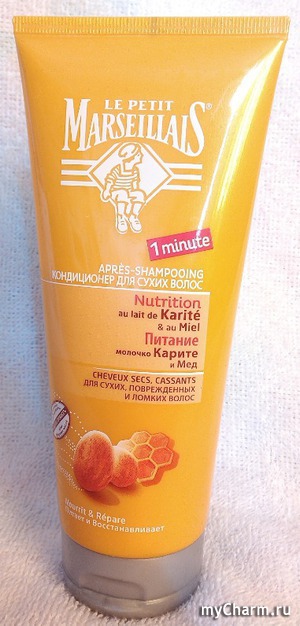 LE PETIT
MARSEILLAIS®
1 minute
APRÈS-SHAMPOOING
КОНДИЦИОНЕР ДЛЯ СУХИХ ВОЛОС
Nutrition
au lait de Karité
& au Miel
Питание
молочко Карите
и Мед
CHEVEUX SECS, CASSANTS
ДЛЯ СУХИХ, ПОВРЕЖДЕННЫХ
И ЛОМКИХ ВОЛОС
Nourrit & Répare
Питает и Восстанавливает
myCharm.ru